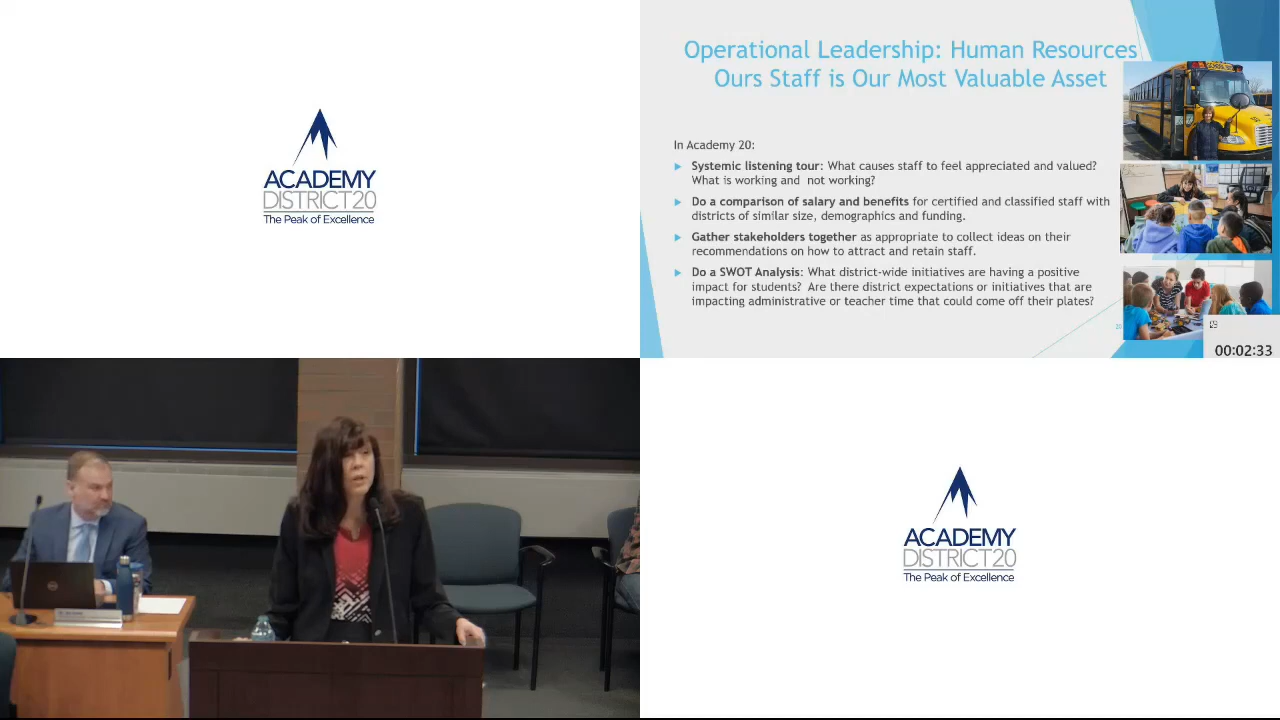 ACADEMY
DISTRICT20
The Peak of Excellence
Operational Leadership: Human Resources
Ours Staff is Our Most Valuable Asset
In Academy 20:
Systemic listening tour: What causes staff to feel appreciated and valued?
What is working and not working?
Do a comparison of salary and benefits for certified and classified staff with
districts of similar size, demographics and funding.
Gather stakeholders together as appropriate to collect ideas on their
recommendations on how to attract and retain staff.
Do a SWOT Analysis: What district-wide initiatives are having a positive
impact for students? Are there district expectations or initiatives that are
impacting administrative or teacher time that could come off their plates?
00:02:33
ACADEMY
DISTRICT20
The Peak of Excellence